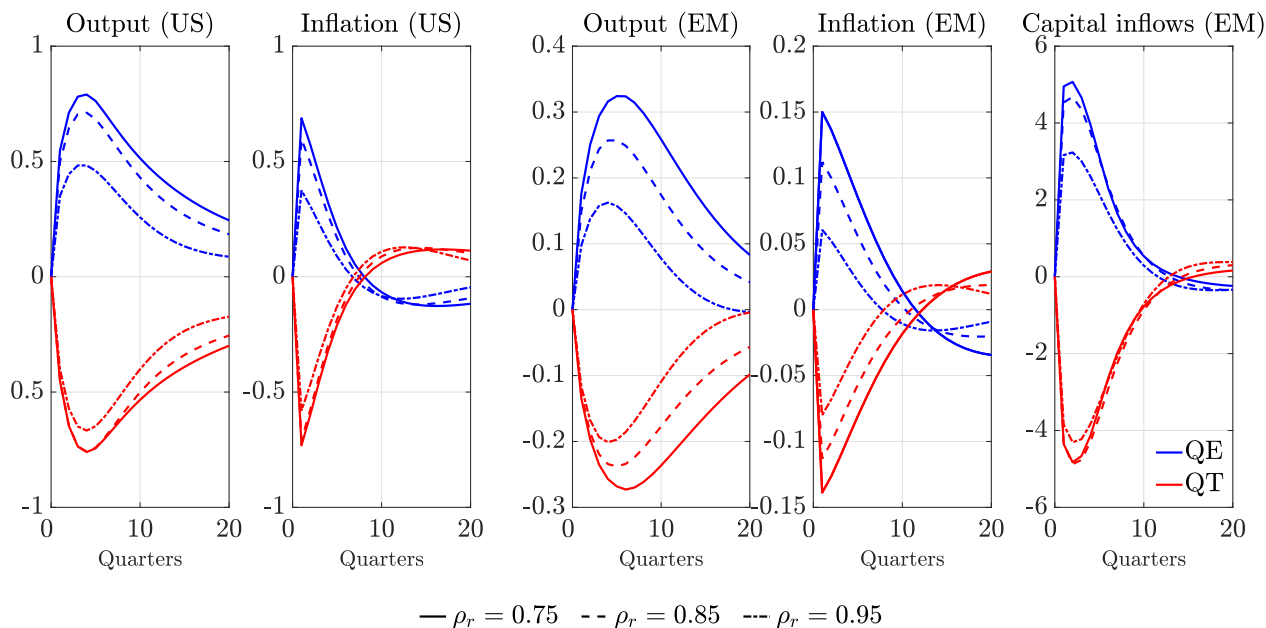 Output (US)
Inflation (US)
Output (EM)
Inflation (EM)
Capital inflows (EM)
1
0.5
0
0.5
-1
0 10 20
Quarters
1
0.5
0
-0.5
-1
0 10 20
Quarters
0.4
0.3
0.2
0.1
0
-0.1
-0.2
-0.3
0 10 20
Quarters
0.2
0.15
0.1
0.05
0
-0.05
-0.1
0.15
0 10 20
Quarters
6
4
2
0
-2
-4
-6
0 10 20
Quarters
QE
QT
ρr = 0.75 ρr = 0.85 ρr = 0.95